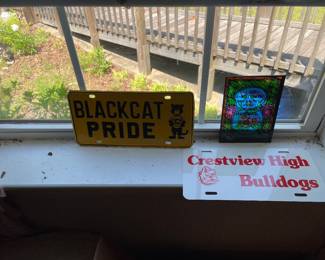 BLACKCAT
PRIDE
Crestview High
Bulldogs